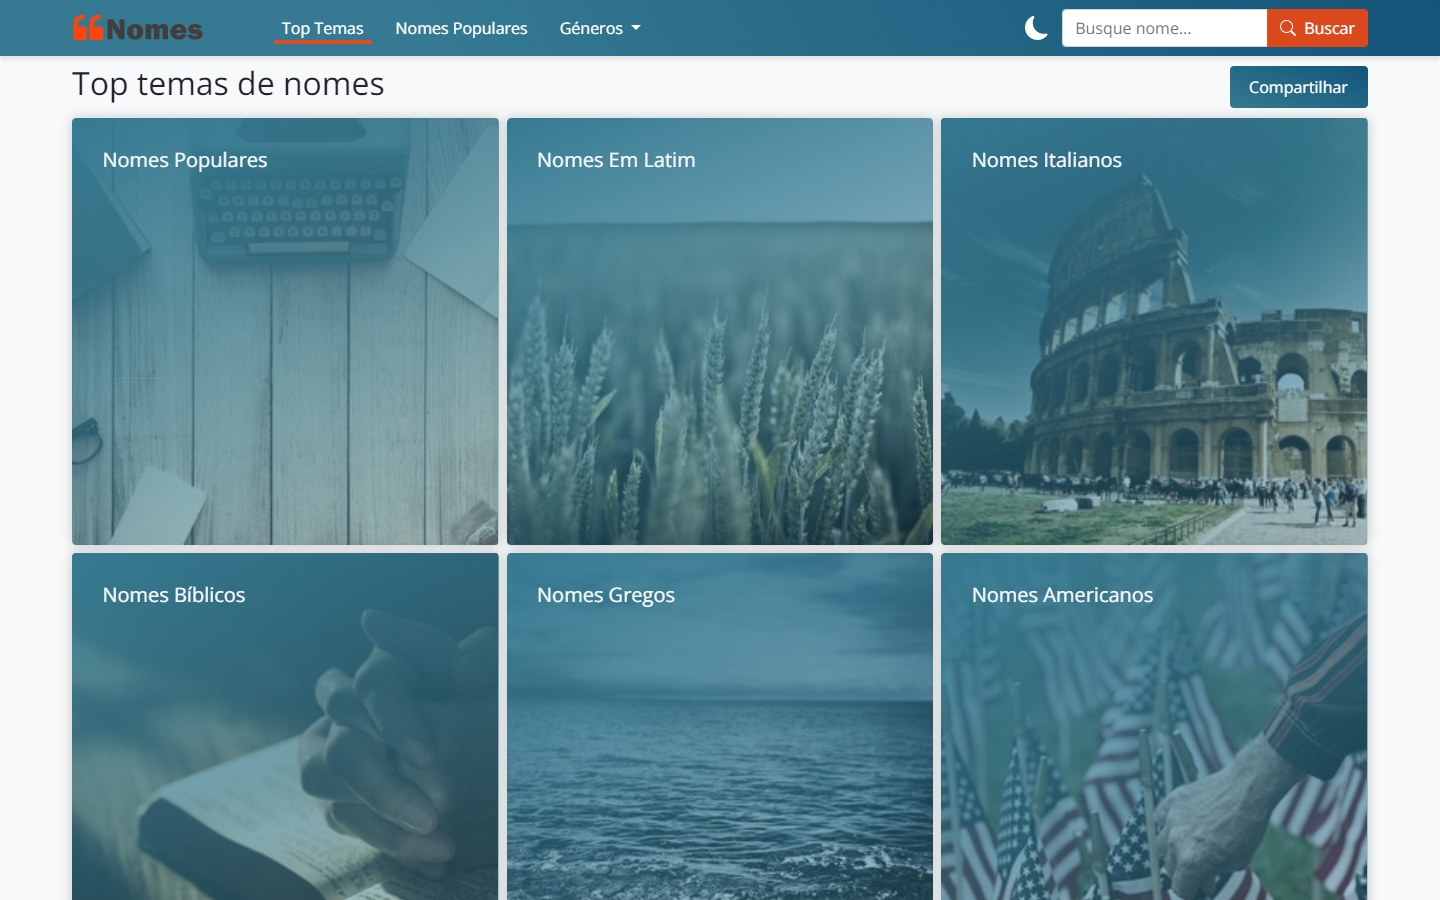 Nomes
Top Temas
Nomes Populares
Géneros
Busque nome...
Buscar
Top temas de nomes
Compartilhar
Nomes Populares
Nomes Em Latim
Nomes Italianos
Nomes Bíblicos
Nomes Gregos
Nomes Americanos